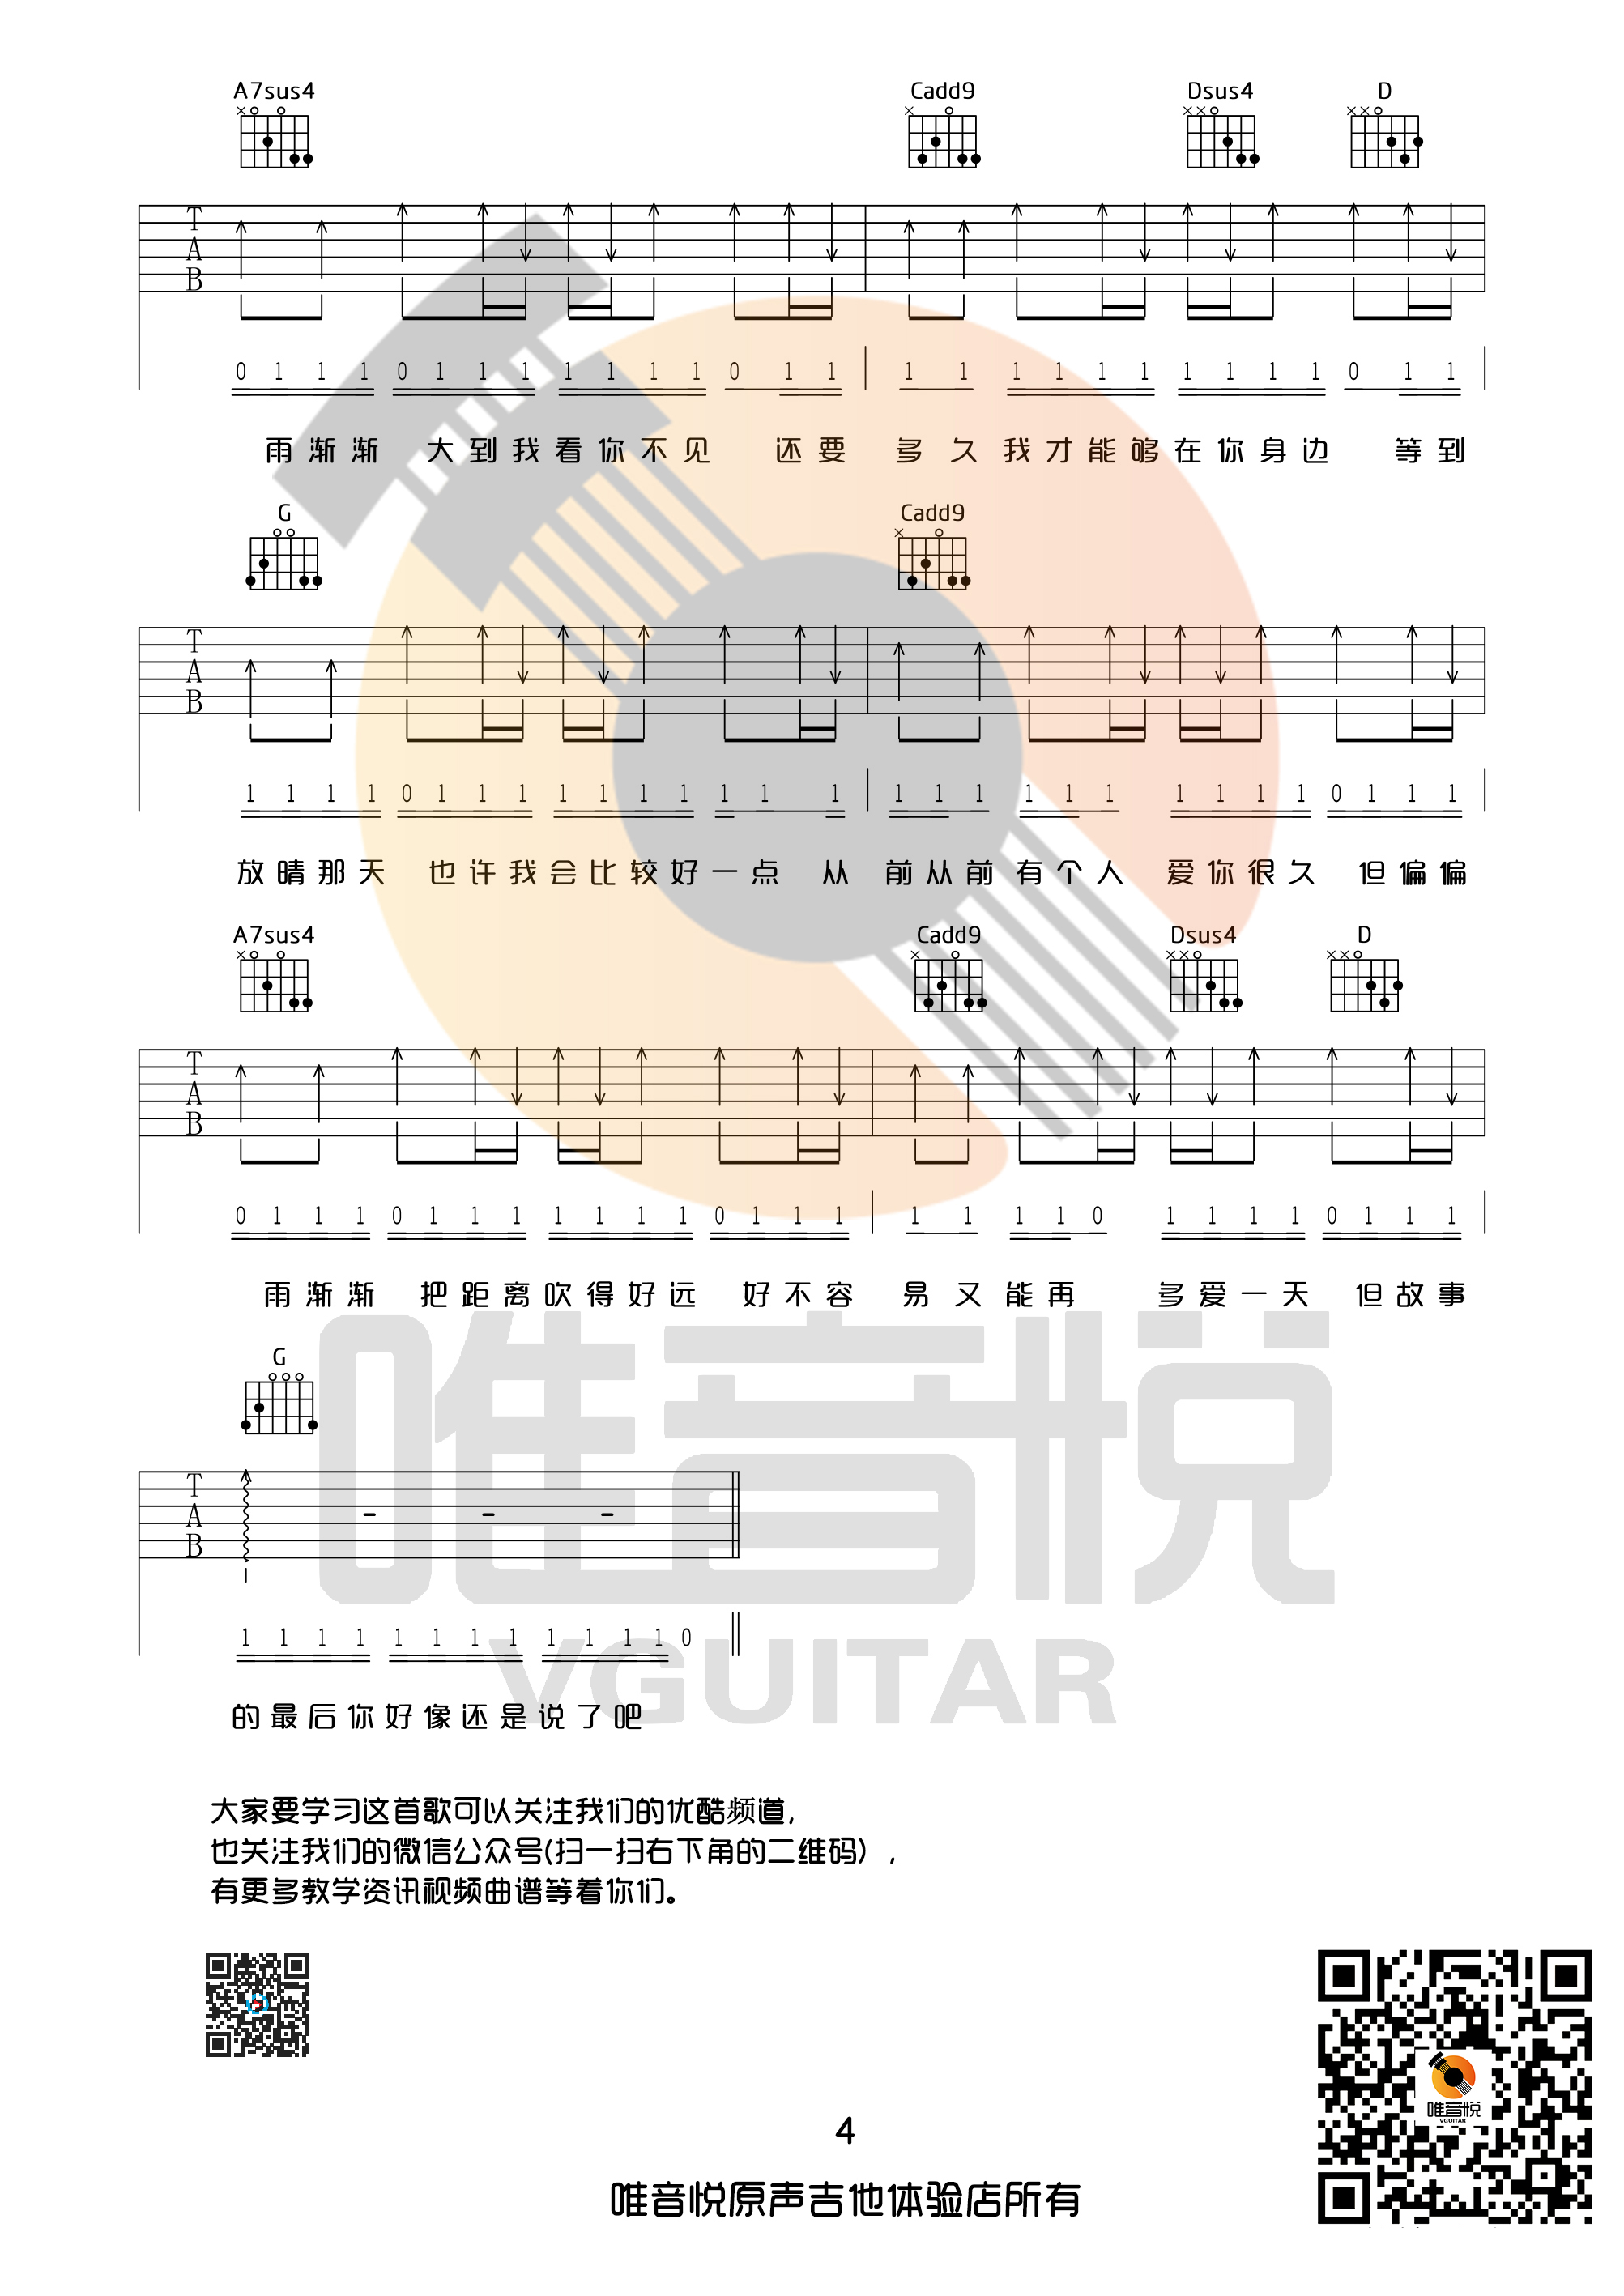 A7sus4 Cadd9 Dsus4 D
T
A
B
0 1 1 1 0 1 1 1 1 1 1 1 0 1 1 1 1 1 1 1 1 1 1 1 1 0 1 1
雨渐渐 大到我看你不见 还要 多久我才能够在你身边 等到
G Cadd9
T
A
B
1 1 1 1 0 1 1 1 1 1 1 1 1 1 1 1 1 1 1 1 1 1 1 1 1 0 1 1 1
放晴那天 也许我会比较好一点 从 前从前有个人 爱你很久 但偏偏
A7sus4 Cadd9 Dsus4 D
T
A
B
0 1 1 1 0 1 1 1 1 1 1 1 0 1 1 1 1 1 1 1 0 1 1 1 1 0 1 1 1
雨渐渐 把距离吹得好远 好不容 易又能再 多爱一天 但故事
G
T
A
B
1 1 1 1 1 1 1 1 1 1 1 1 0
的最后你好像还是说了吧
唯音悦
VGUITAR
大家要学习这首歌可以关注我们的优酷频道,
也关注我们的微信公众号(扫一扫右下角的二维码),
有更多教学资讯视频曲谱等着你们。
唯音悦
VGUITAR
4
唯音悦原声吉他体验店所有